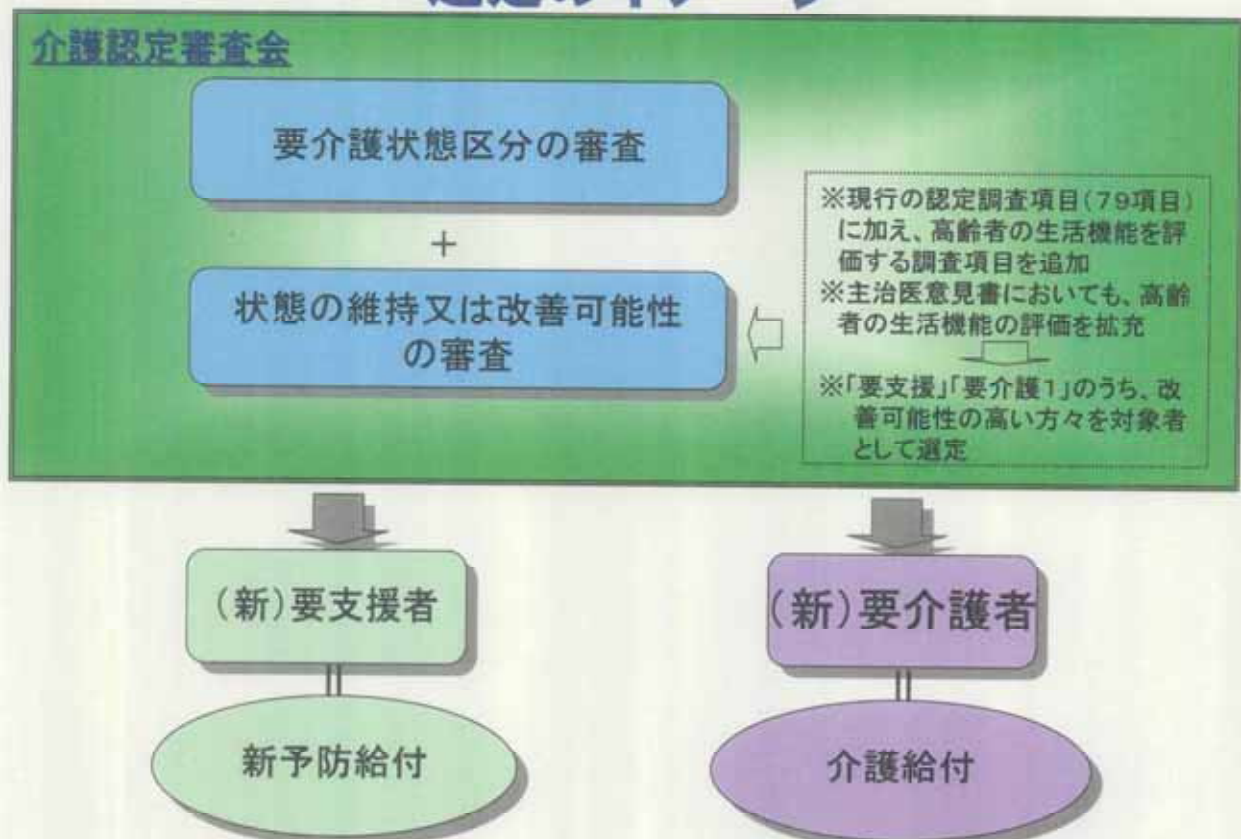 介護認定審査会
要介護状態区分の審査
+
状態の維持又は改善可能性
の審査
※現行の認定調査項目(79項目)
に加え、高齢者の生活機能を評
価する調査項目を追加
※主治医意見書においても、高齢
者の生活機能の評価を拡充
※「要支援」「要介護1」のうち、改
善可能性の高い方々を対象者
として選定
(新)要支援者
(新)要介護者
新予防給付
介護給付